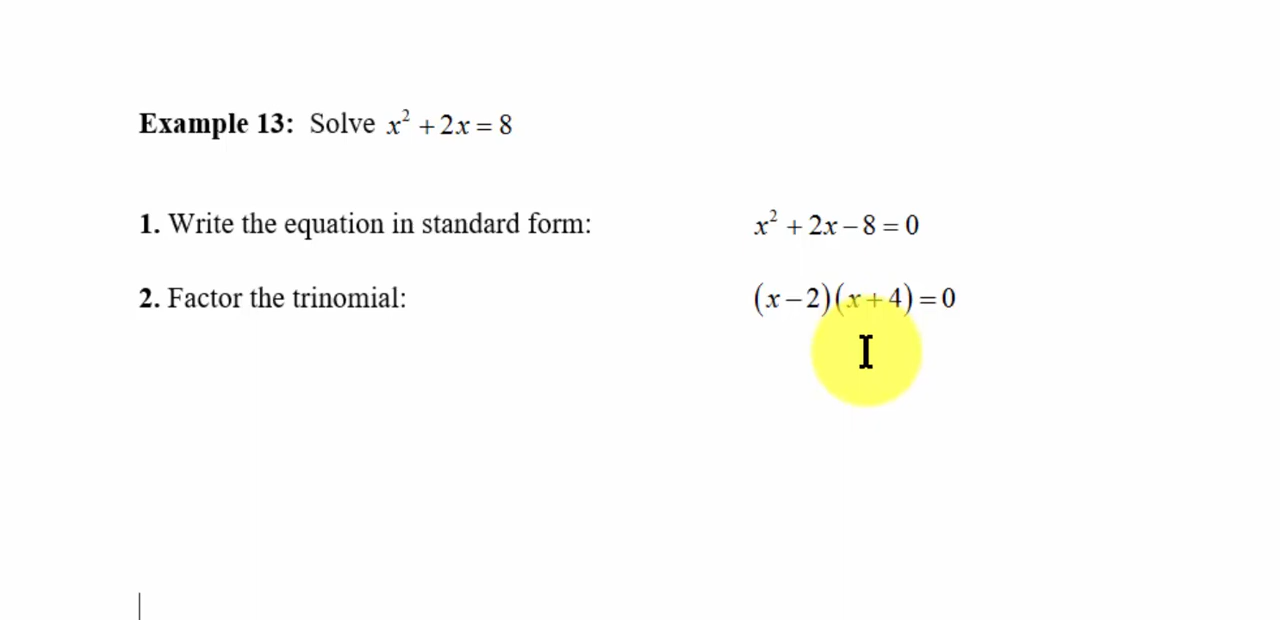 Example 13: Solve x² + 2x = 8
1. Write the equation in standard form: x² + 2x − 8 = 0
2. Factor the trinomial: (x − 2)(x + 4) = 0